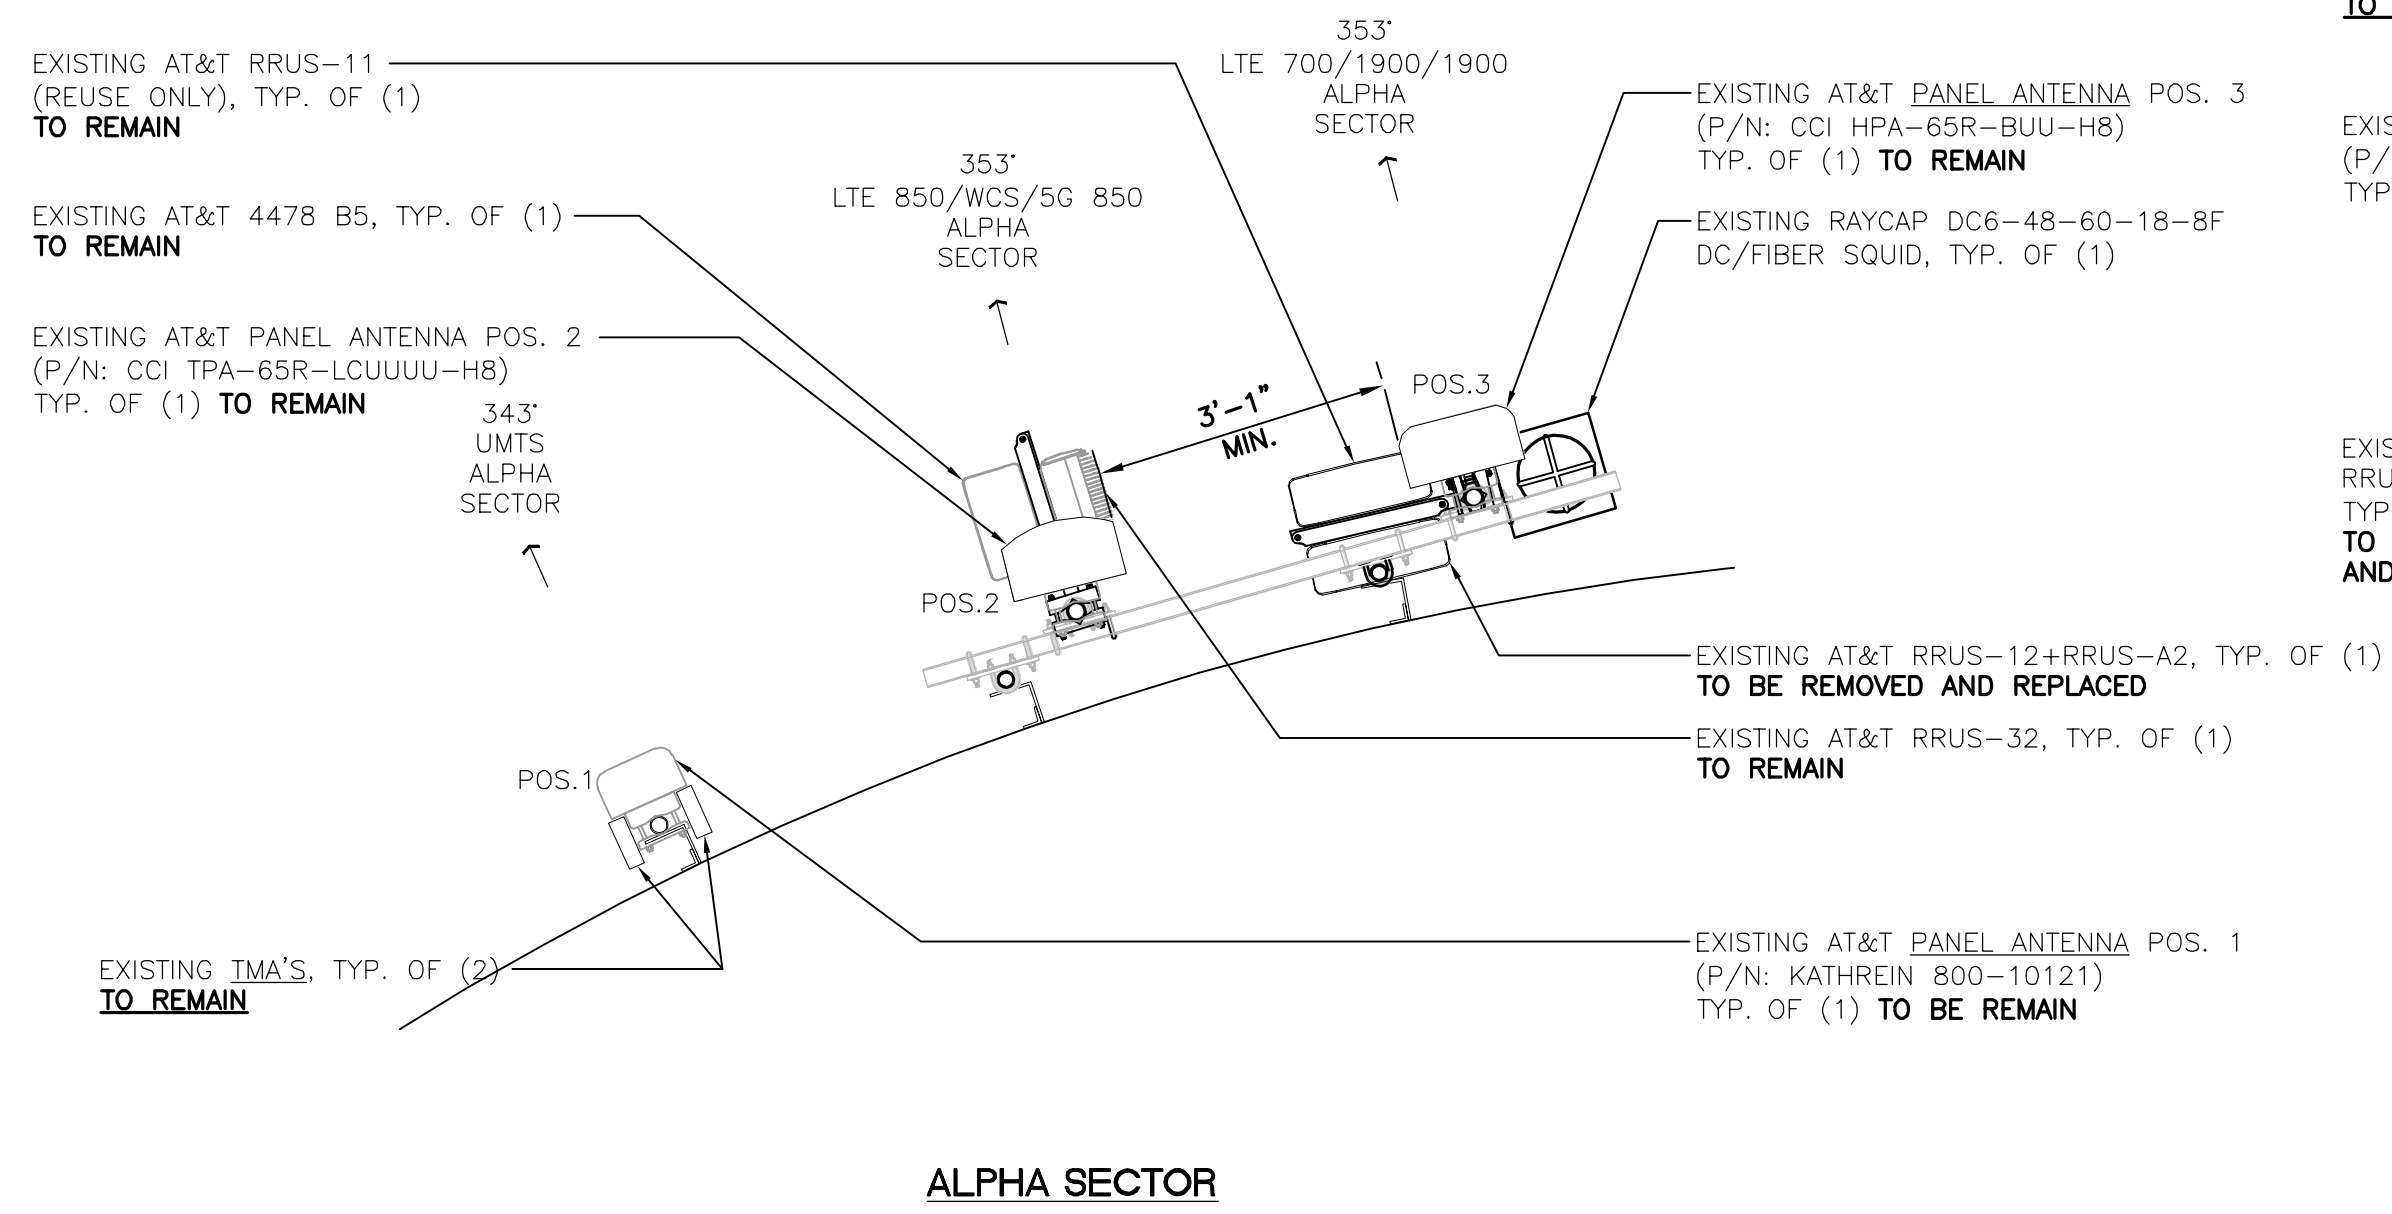 EXISTING AT&T RRUS-11
(REUSE ONLY), TYP. OF (1)
TO REMAIN
EXISTING AT&T 4478 B5, TYP. OF (1)
TO REMAIN
EXISTING AT&T PANEL ANTENNA POS. 2
(P/N: CCI TPA-65R-LCUUUU-H8)
TYP. OF (1) TO REMAIN
343°
UMTS
ALPHA
SECTOR
353°
LTE 850/WCS/5G 850
ALPHA
SECTOR
353°
LTE 700/1900/1900
ALPHA
SECTOR
EXISTING AT&T PANEL ANTENNA POS. 3
(P/N: CCI HPA-65R-BUU-H8)
TYP. OF (1) TO REMAIN
EXISTING RAYCAP DC6-48-60-18-8F
DC/FIBER SQUID, TYP. OF (1)
3'-1"
MIN.
POS.3
POS.2
POS.1
EXISTING AT&T RRUS-12+RRUS-A2, TYP. OF (1)
TO BE REMOVED AND REPLACED
EXISTING AT&T RRUS-32, TYP. OF (1)
TO REMAIN
EXISTING AT&T PANEL ANTENNA POS. 1
(P/N: KATHREIN 800-10121)
TYP. OF (1) TO BE REMAIN
EXISTING TMA'S, TYP. OF (2)
TO REMAIN
ALPHA SECTOR
TO
(P/
TYP
TYP
TO
AND